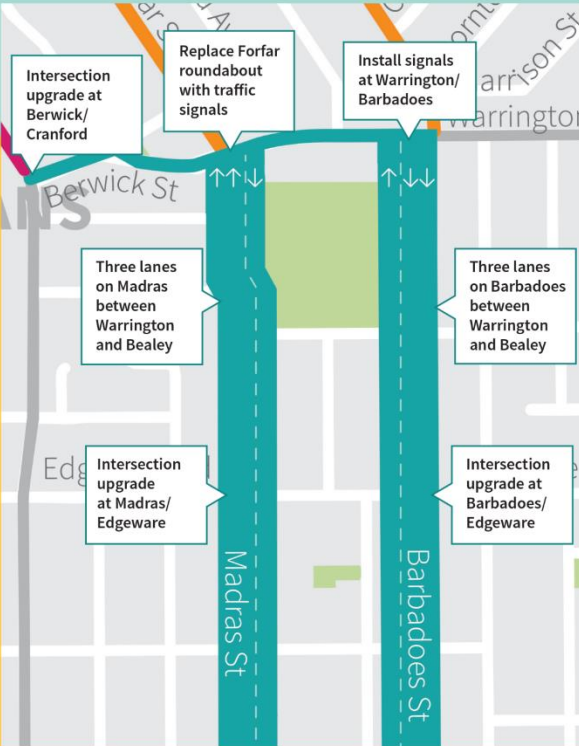 Intersection
upgrade at
Berwick/
Cranford
Replace Forfar
roundabout
with traffic
signals
Install signals
at Warrington/
Barbadoes
arrison St
Warrington
Berwick St
Three lanes
on Madras
between
Warrington
and Bealey
Three lanes
on Barbadoes
between
Warrington
and Bealey
Intersection
upgrade
at Madras/
Edgeware
Intersection
upgrade at
Barbadoes/
Edgeware
Madras St
Barbadoes St